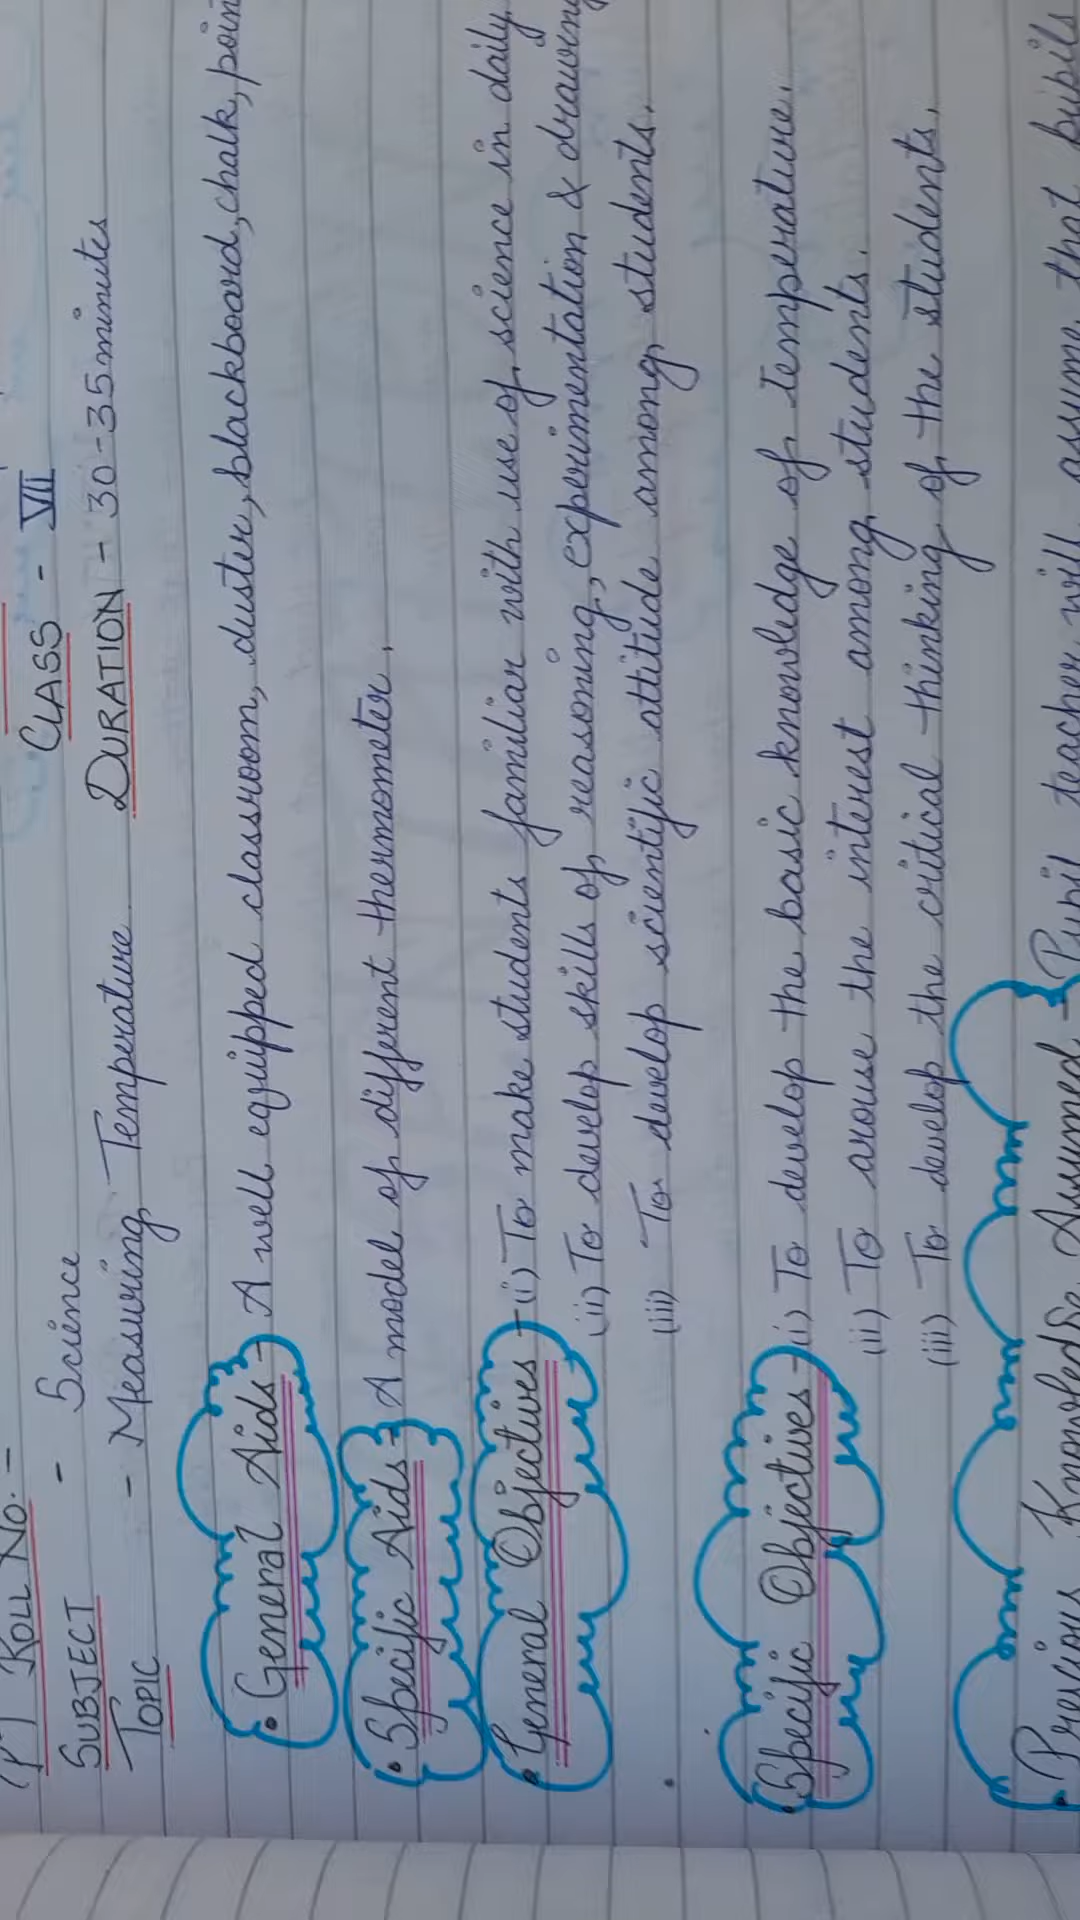 (P) ROLL NO. -
CLASS - VII
SUBJECT - Science
DURATION - 30-35 minutes
TOPIC - Measuring Temperature
• General Aids - A well equipped classroom, duster, blackboard, chalk, poin
• Specific Aids - A model of different thermometer.
• General Objectives - (i) To make students familiar with use of science in daily
(ii) To develop skills of reasoning, experimentation & drawing
(iii) To develop scientific attitude among students.
• Specific Objectives - (i) To develop the basic knowledge of temperature.
(ii) To arouse the interest among students.
(iii) To develop the critical thinking of the students.
• Previous Knowledge Assumed - Pupil teacher will assume that pupils